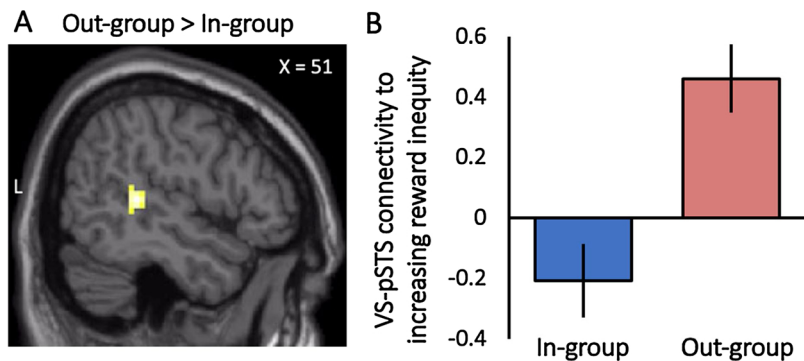 A Out-group > In-group
X = 51
L
B
VS-pSTS connectivity to
increasing reward inequity
0.6
0.4
0.2
0
-0.2
-0.4
In-group Out-group